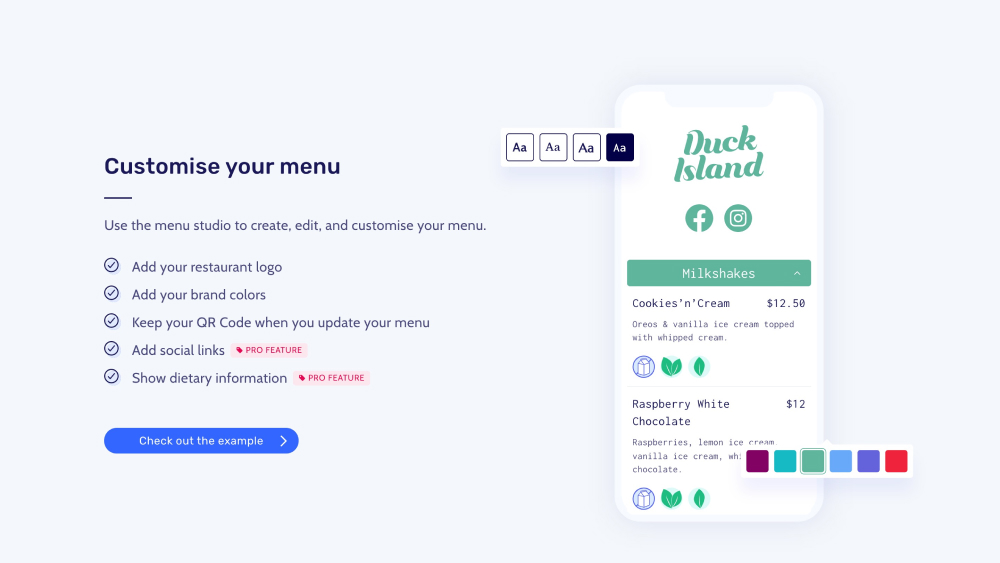 Customise your menu
Use the menu studio to create, edit, and customise your menu.
Add your restaurant logo
Add your brand colors
Keep your QR Code when you update your menu
Add social links PRO FEATURE
Show dietary information PRO FEATURE
Check out the example
Aa Aa Aa Aa
Duck
Island
Milkshakes
Cookies’n’Cream $12.50
Oreos & vanilla ice cream topped
with whipped cream.
Raspberry White $12
Chocolate
Raspberries, lemon ice cream,
vanilla ice cream,
chocolate.